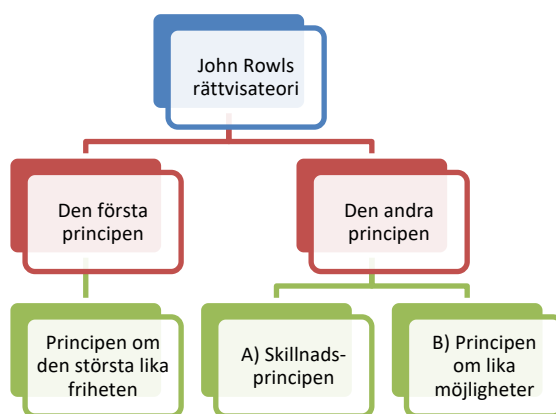 John Rowls
rättvisateori
Den första
principen
Den andra
principen
Principen om
den största lika
friheten
A) Skillnads-
principen
B) Principen
om lika
möjligheter